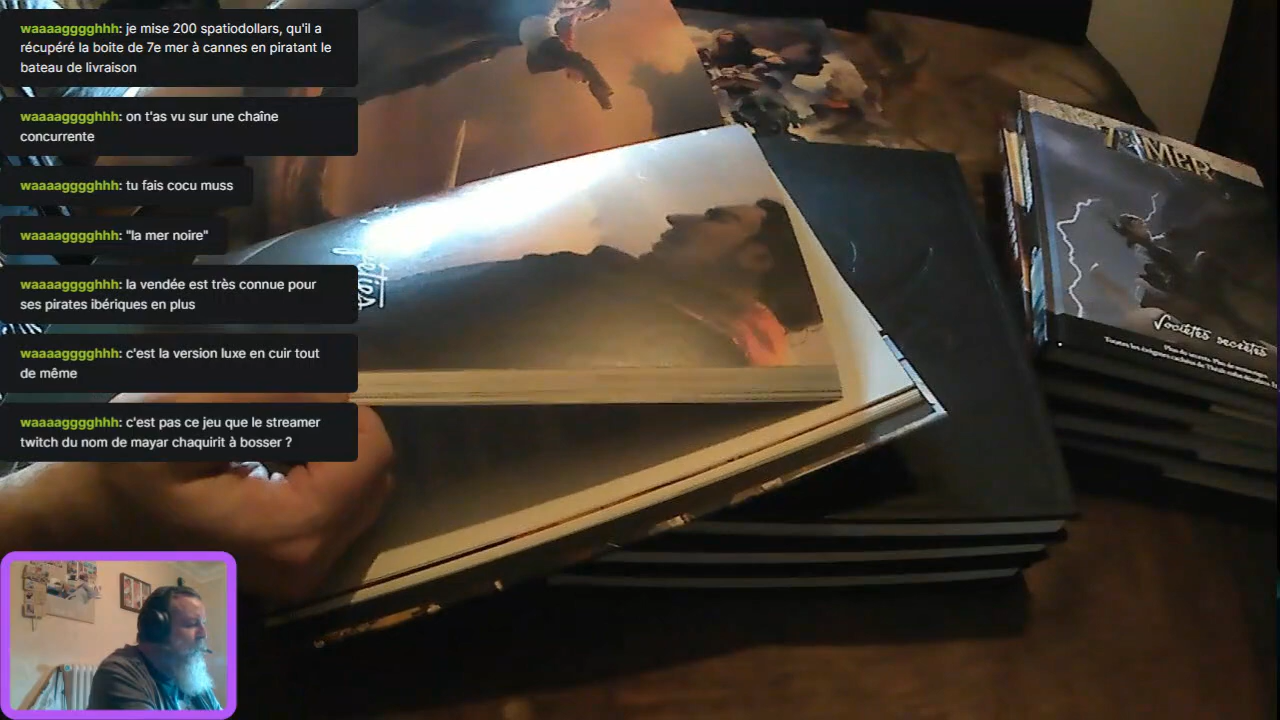 waaaagggghhh: je mise 200 spatiodollars, qu'il a
récupéré la boite de 7e mer à cannes en piratant le
bateau de livraison
waaaagggghhh: on t'as vu sur une chaîne
concurrente
waaaagggghhh: tu fais cocu muss
waaaagggghhh: "la mer noire"
waaaagggghhh: la vendée est très connue pour
ses pirates ibériques en plus
waaaagggghhh: c'est la version luxe en cuir tout
de même
waaaagggghhh: c'est pas ce jeu que le streamer
twitch du nom de mayar chaquirit à bosser ?
7e MER
Sociétés secrètes